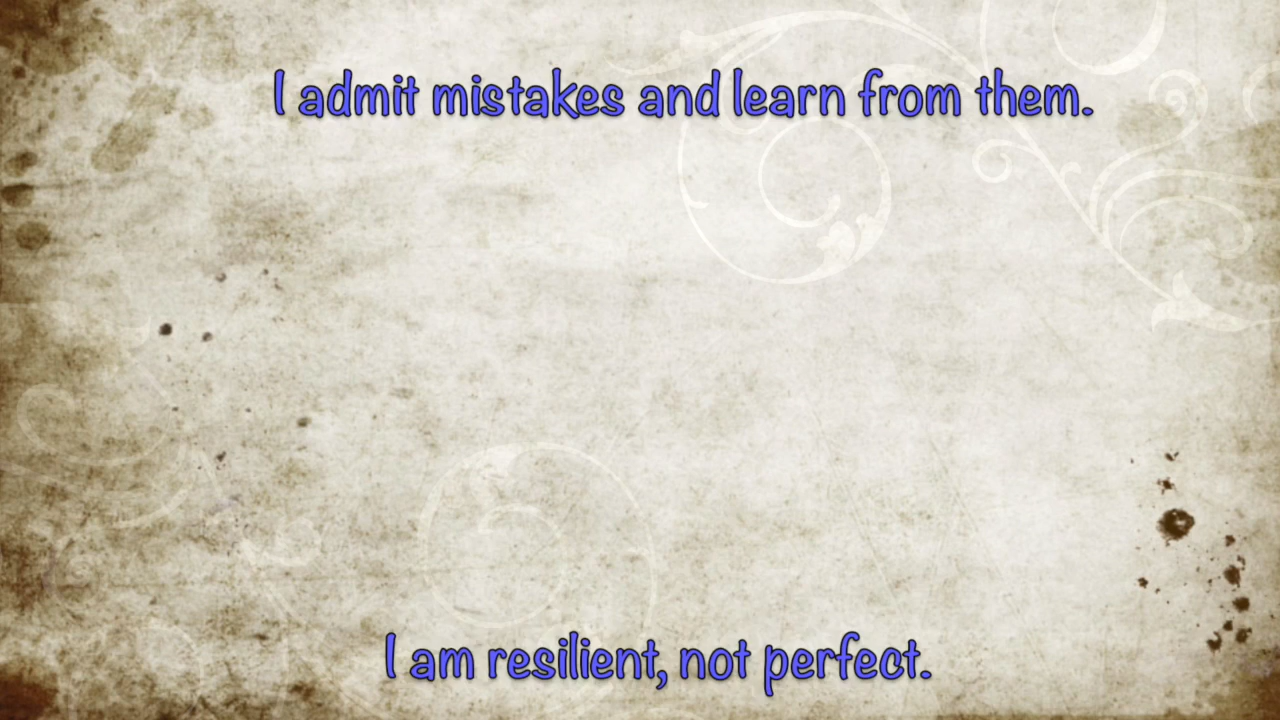 I admit mistakes and learn from them.
I am resilient, not perfect.